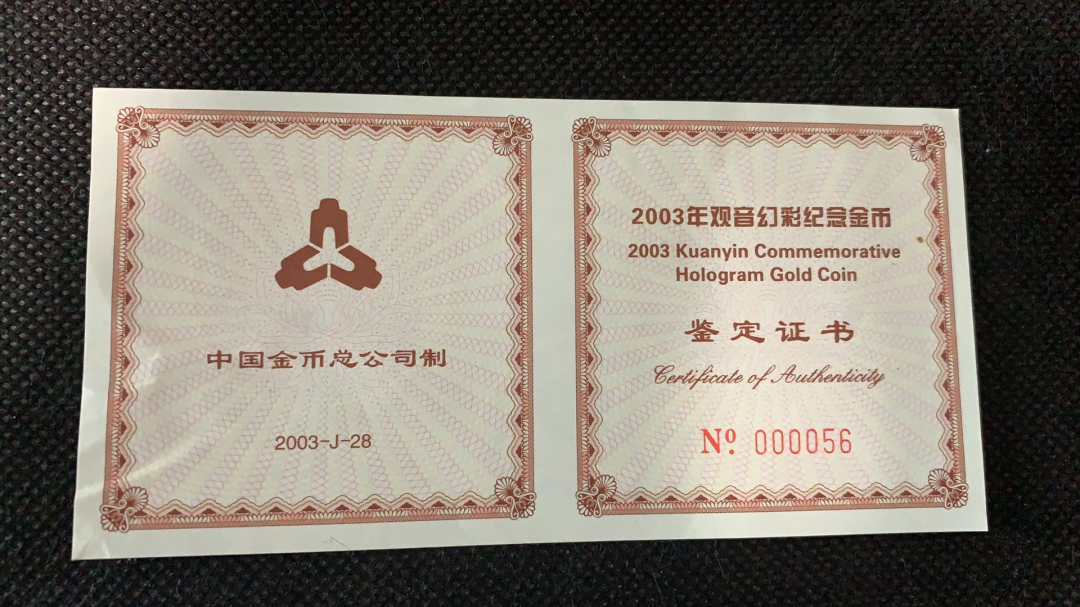 中国金币总公司制
2003-J-28
2003年观音幻彩纪念金币
2003 Kuanyin Commemorative
Hologram Gold Coin
鉴定证书
Certificate of Authenticity
Nº. 000056